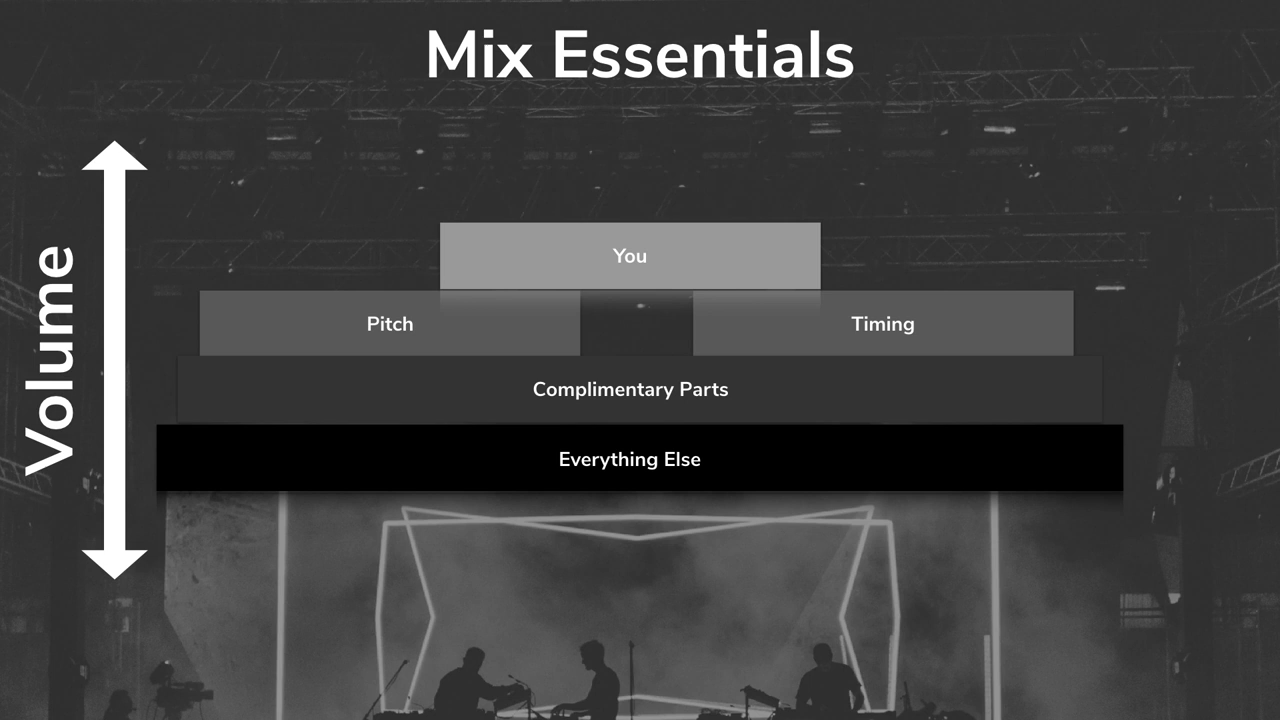 Mix Essentials
Volume
You
Pitch
Timing
Complimentary Parts
Everything Else